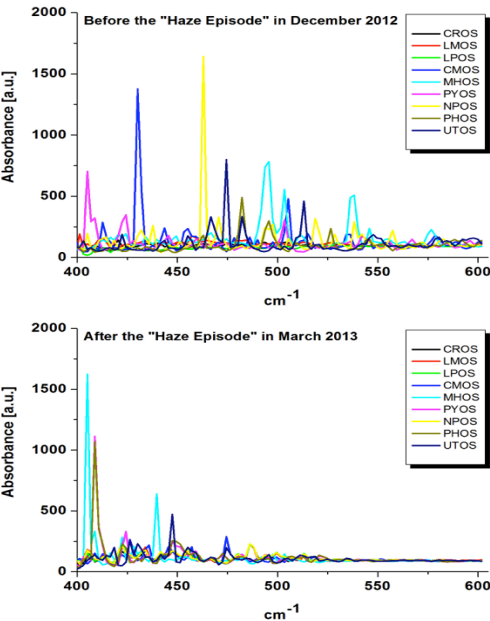 Before the "Haze Episode" in December 2012
2000
1500
1000
500
0
Absorbance [a.u.]
CROS
LMOS
LPOS
CMOS
MHOS
PYOS
NPOS
PHOS
UTOS
400 450 500 550 600
cm-1
After the "Haze Episode" in March 2013
2000
1500
1000
500
0
Absorbance [a.u.]
CROS
LMOS
LPOS
CMOS
MHOS
PYOS
NPOS
PHOS
UTOS
400 450 500 550 600
cm-1